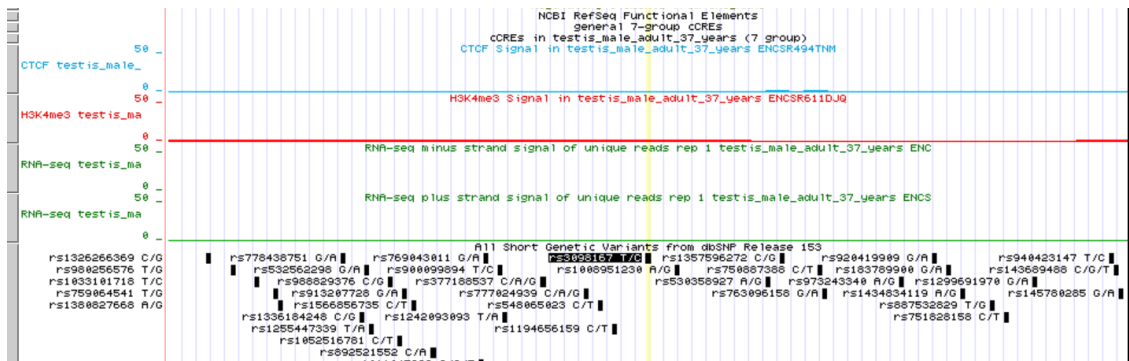 NCBI RefSeq Functional Elements
general 7-group cCREs
cCREs in testis_male_adult_37_years (7 group)
50 _ CTCF Signal in testis_male_adult_37_years ENCSR494TNM
CTCF testis_male_
0 _
50 _ H3K4me3 Signal in testis_male_adult_37_years ENCSR611DJQ
H3K4me3 testis_ma
0 _
50 _ RNA-seq minus strand signal of unique reads rep 1 testis_male_adult_37_years ENC
RNA-seq testis_ma
0 _
50 _ RNA-seq plus strand signal of unique reads rep 1 testis_male_adult_37_years ENCS
RNA-seq testis_ma
0 _
All Short Genetic Variants from dbSNP Release 153
rs1326266369 C/G rs778438751 G/A rs769043011 G/A rs3098167 T/C rs1357596272 C/G rs920419909 G/A rs940423147 T/C
rs980256576 T/G rs532562298 G/A rs900099894 T/C rs1008951230 A/G rs750887388 C/T rs183789900 G/A rs143689488 C/G/T
rs1033101718 T/C rs988829376 C/G rs377188537 C/A/G rs530358927 A/G rs973243340 A/G rs1299691970 G/A
rs759064541 T/G rs913207728 G/A rs777024939 C/A/G rs763096158 G/A rs1434834119 A/G rs145780285 G/A
rs1380827668 A/G rs1566856735 C/T rs548065023 C/T rs887532829 T/G
rs1336184248 C/G rs1242093093 T/A rs751828158 C/T
rs1255447339 T/A rs1194656159 C/T
rs1052516781 C/T
rs892521552 C/A